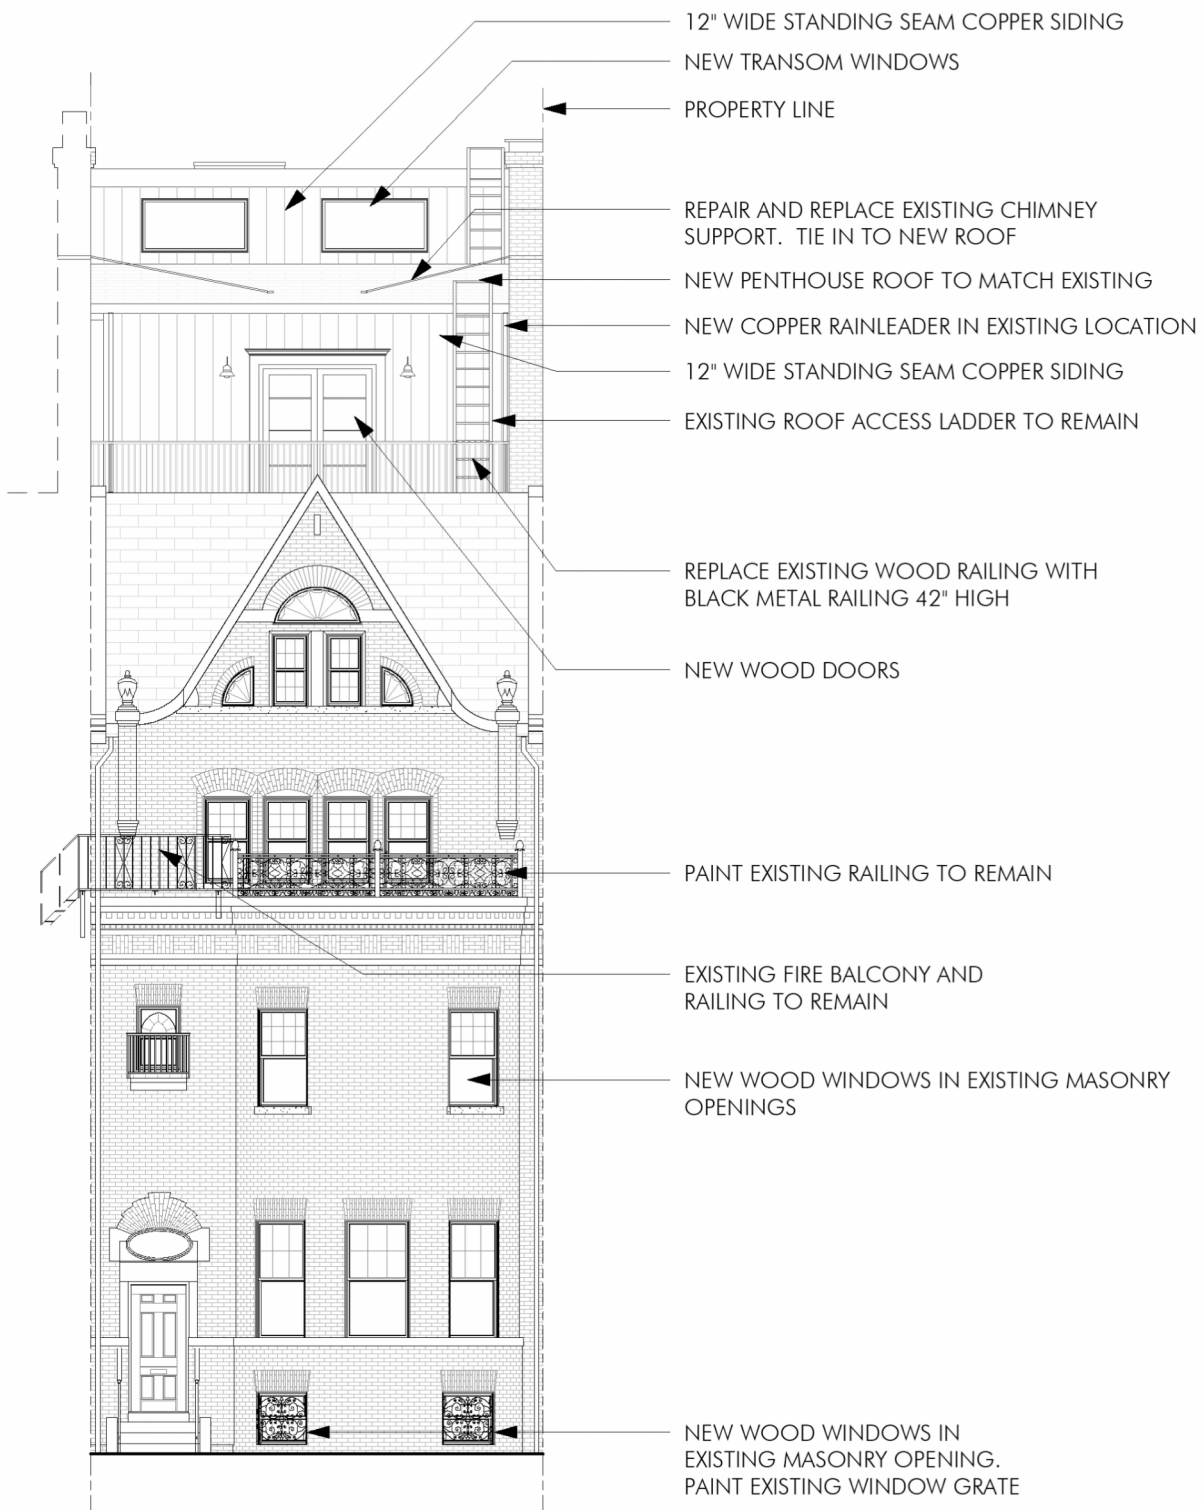 12" WIDE STANDING SEAM COPPER SIDING
NEW TRANSOM WINDOWS
PROPERTY LINE
REPAIR AND REPLACE EXISTING CHIMNEY
SUPPORT. TIE IN TO NEW ROOF
NEW PENTHOUSE ROOF TO MATCH EXISTING
NEW COPPER RAINLEADER IN EXISTING LOCATION
12" WIDE STANDING SEAM COPPER SIDING
EXISTING ROOF ACCESS LADDER TO REMAIN
REPLACE EXISTING WOOD RAILING WITH
BLACK METAL RAILING 42" HIGH
NEW WOOD DOORS
PAINT EXISTING RAILING TO REMAIN
EXISTING FIRE BALCONY AND
RAILING TO REMAIN
NEW WOOD WINDOWS IN EXISTING MASONRY
OPENINGS
NEW WOOD WINDOWS IN
EXISTING MASONRY OPENING.
PAINT EXISTING WINDOW GRATE